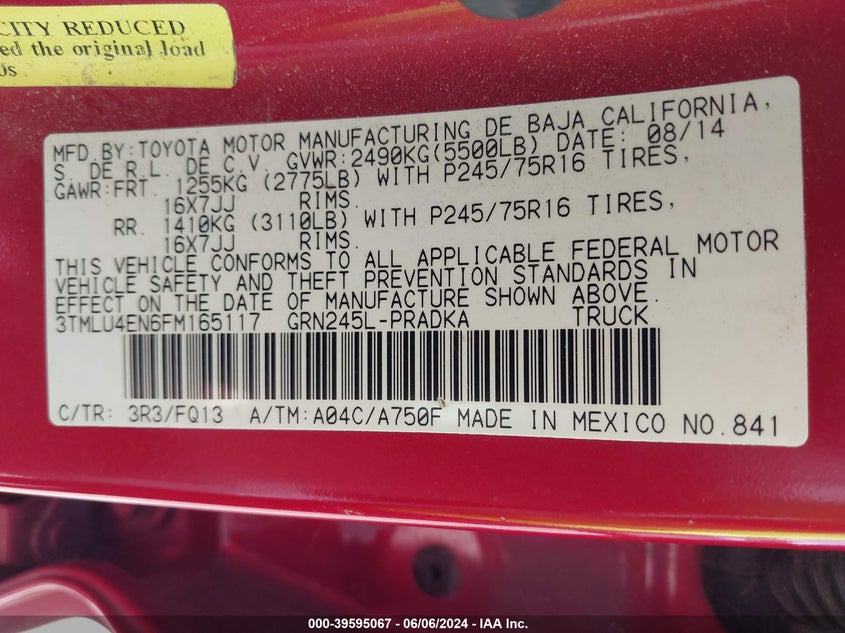 CITY REDUCED
ed the original load
MFD.BY:TOYOTA MOTOR MANUFACTURING DE BAJA CALIFORNIA,
S. DE R.L. DE C.V. GVWR:2490KG(5500LB) DATE: 08/14
GAWR:FRT. 1255KG (2775LB) WITH P245/75R16 TIRES,
16X7JJ RIMS.
RR. 1410KG (3110LB) WITH P245/75R16 TIRES,
16X7JJ RIMS.
THIS VEHICLE CONFORMS TO ALL APPLICABLE FEDERAL MOTOR
VEHICLE SAFETY AND THEFT PREVENTION STANDARDS IN
EFFECT ON THE DATE OF MANUFACTURE SHOWN ABOVE.
3TMLU4EN6FM165117 GRN245L-PRADKA TRUCK
C/TR: 3R3/FQ13 A/TM:A04C/A750F MADE IN MEXICO NO.841
000-39595067 - 06/06/2024 - IAA Inc.